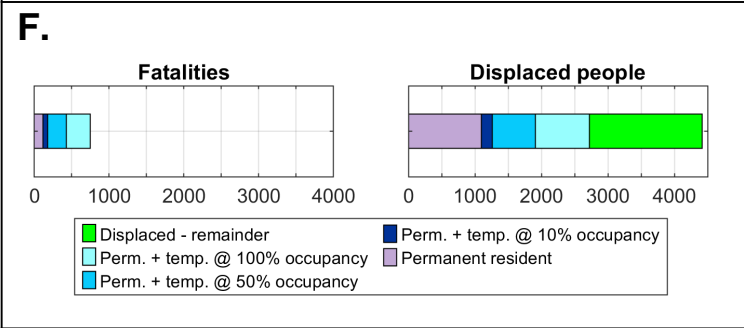 F.
Fatalities
Displaced people
0 1000 2000 3000 4000
0 1000 2000 3000 4000
Displaced - remainder
Perm. + temp. @ 10% occupancy
Perm. + temp. @ 100% occupancy
Permanent resident
Perm. + temp. @ 50% occupancy